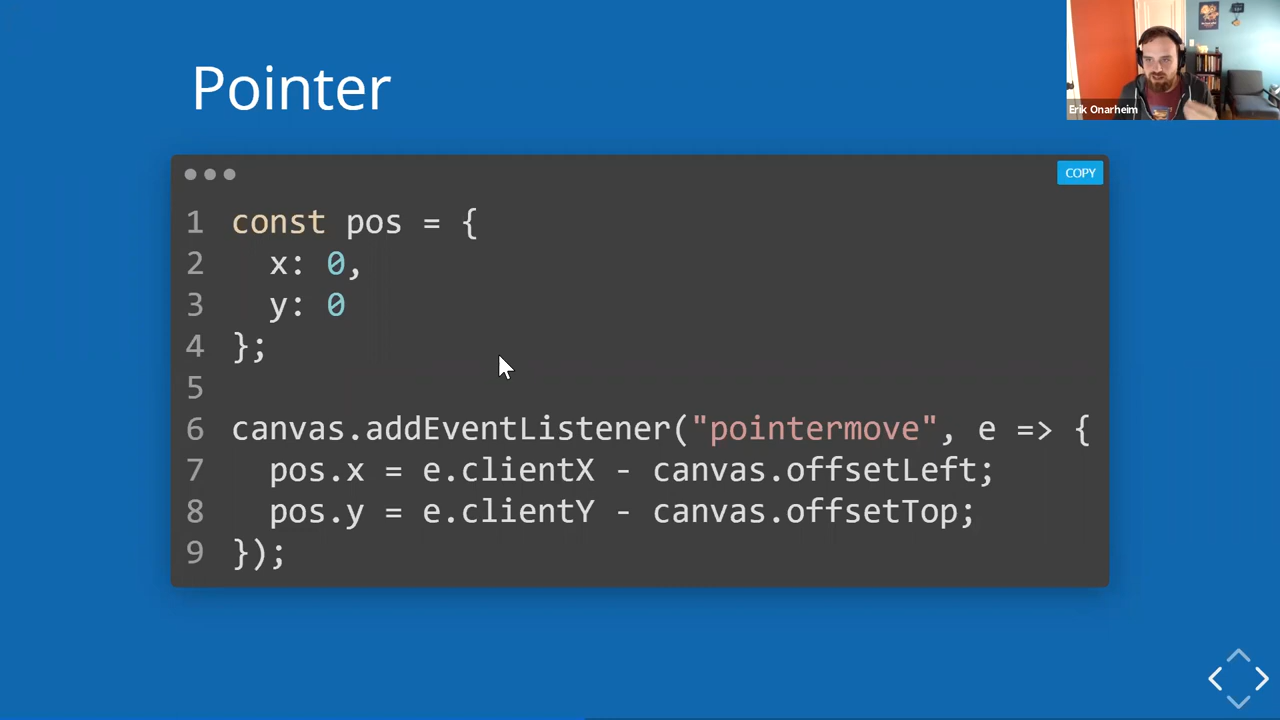 Pointer
Erik Onarheim
COPY
1 const pos = {
2   x: 0,
3   y: 0
4 };
5
6 canvas.addEventListener("pointermove", e => {
7   pos.x = e.clientX - canvas.offsetLeft;
8   pos.y = e.clientY - canvas.offsetTop;
9 });